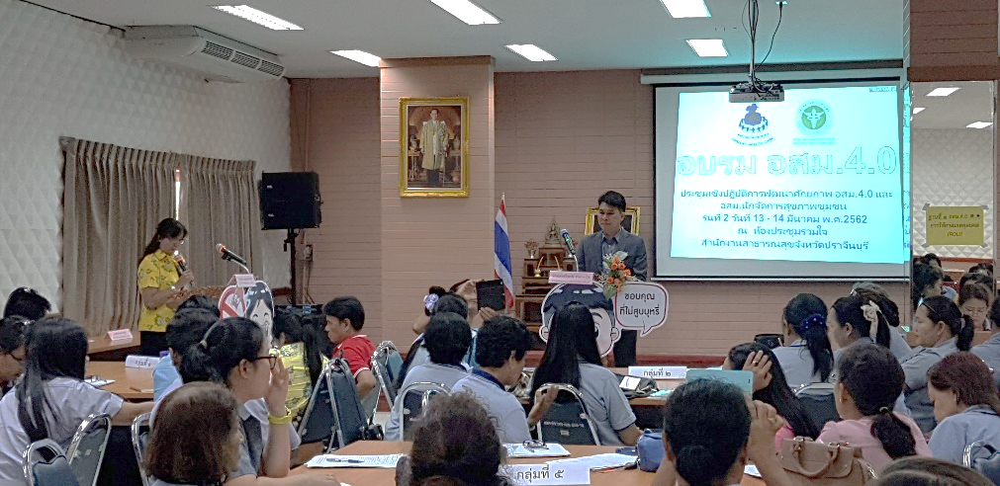 อบรม อสม.4.0
ประชุมเชิงปฏิบัติการพัฒนาศักยภาพ อสม.4.0 และ
อสม.นักจัดการสุขภาพชุมชน
รุ่นที่ 2 วันที่ 13 - 14 มีนาคม พ.ศ.2562
ณ ห้องประชุมรวมใจ
สำนักงานสาธารณสุขจังหวัดปราจีนบุรี
ขอบคุณ
ที่ไม่สูบบุหรี่
กลุ่มที่ ๒
กลุ่มที่ ๕